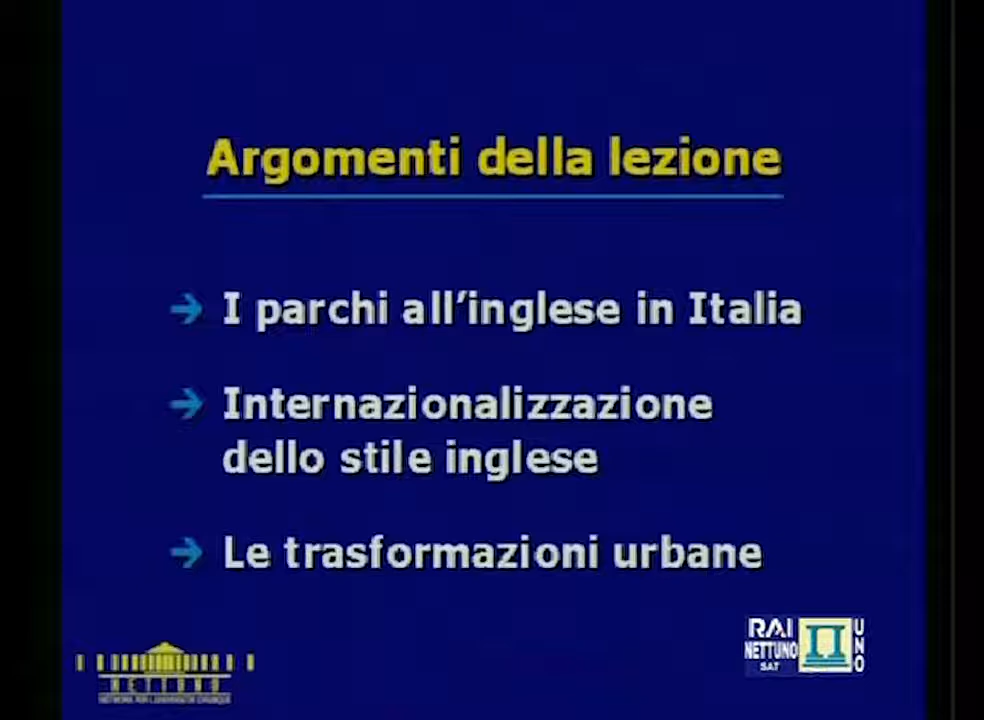 Argomenti della lezione
I parchi all'inglese in Italia
Internazionalizzazione
dello stile inglese
Le trasformazioni urbane
NETTUNO
RAI
NETTUNO
SAT
UNO